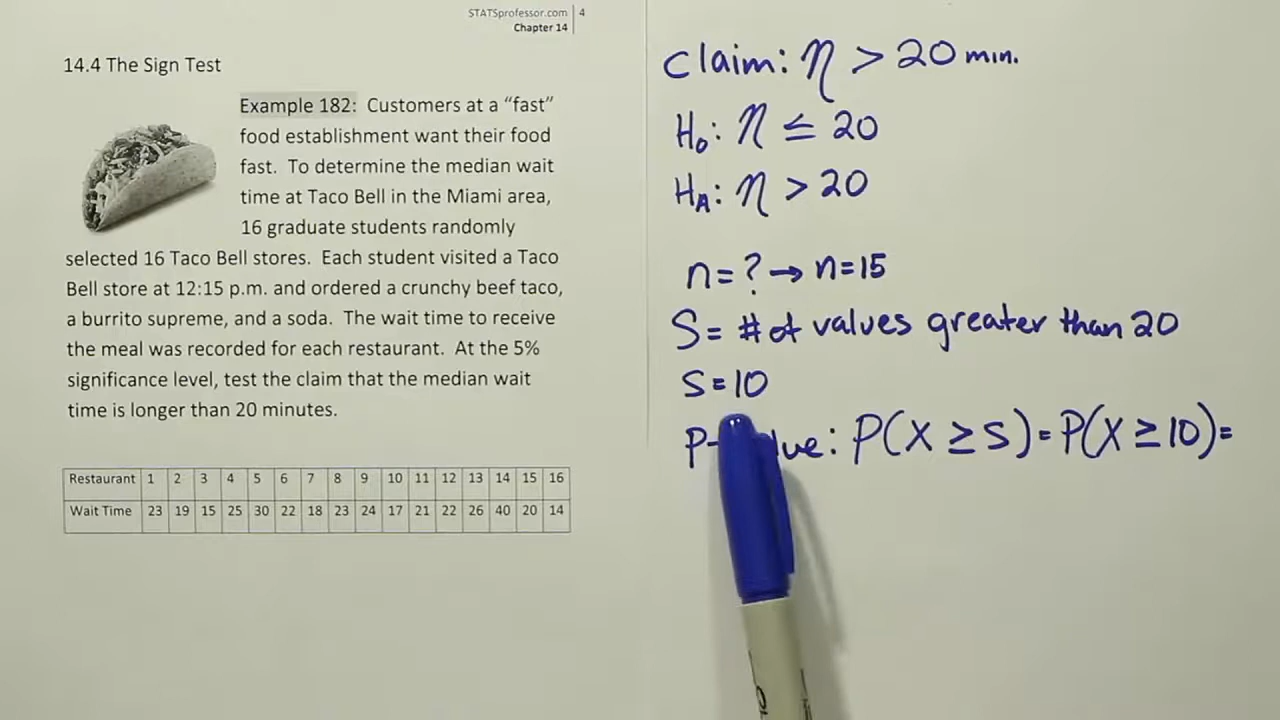 STATSprofessor.com 4
Chapter 14
14.4 The Sign Test
Example 182: Customers at a “fast”
food establishment want their food
fast. To determine the median wait
time at Taco Bell in the Miami area,
16 graduate students randomly
selected 16 Taco Bell stores. Each student visited a Taco
Bell store at 12:15 p.m. and ordered a crunchy beef taco,
a burrito supreme, and a soda. The wait time to receive
the meal was recorded for each restaurant. At the 5%
significance level, test the claim that the median wait
time is longer than 20 minutes.
Restaurant 1 2 3 4 5 6 7 8 9 10 11 12 13 14 15 16
Wait Time 23 19 15 25 30 22 18 23 24 17 21 22 26 40 20 14
Claim: η > 20 min.
H₀: η ≤ 20
Hₐ: η > 20
n = ? → n = 15
S = # of values greater than 20
S = 10
P(X ≥ S) = P(X ≥ 10) =